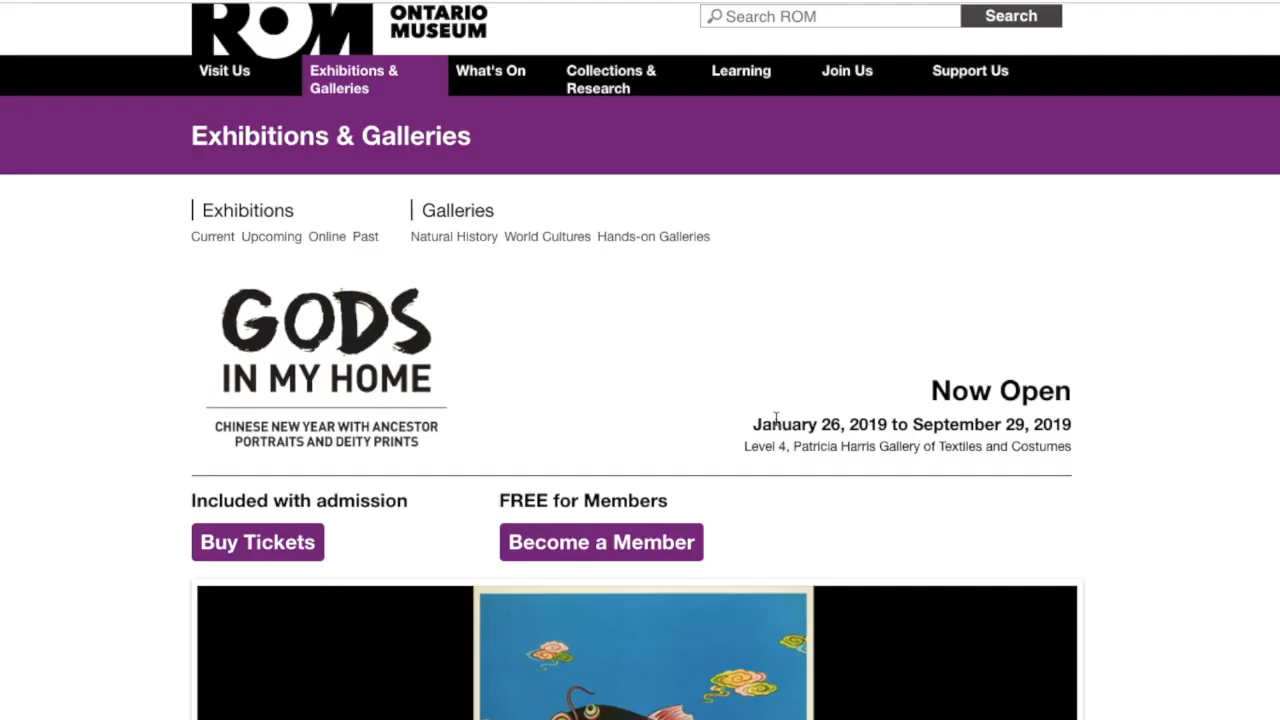 ROM
ONTARIO
MUSEUM
Search ROM
Search
Visit Us
Exhibitions &
Galleries
What's On
Collections &
Research
Learning
Join Us
Support Us
Exhibitions & Galleries
Exhibitions
Current Upcoming Online Past
Galleries
Natural History World Cultures Hands-on Galleries
GODS
IN MY HOME
CHINESE NEW YEAR WITH ANCESTOR
PORTRAITS AND DEITY PRINTS
Now Open
January 26, 2019 to September 29, 2019
Level 4, Patricia Harris Gallery of Textiles and Costumes
Included with admission
Buy Tickets
FREE for Members
Become a Member